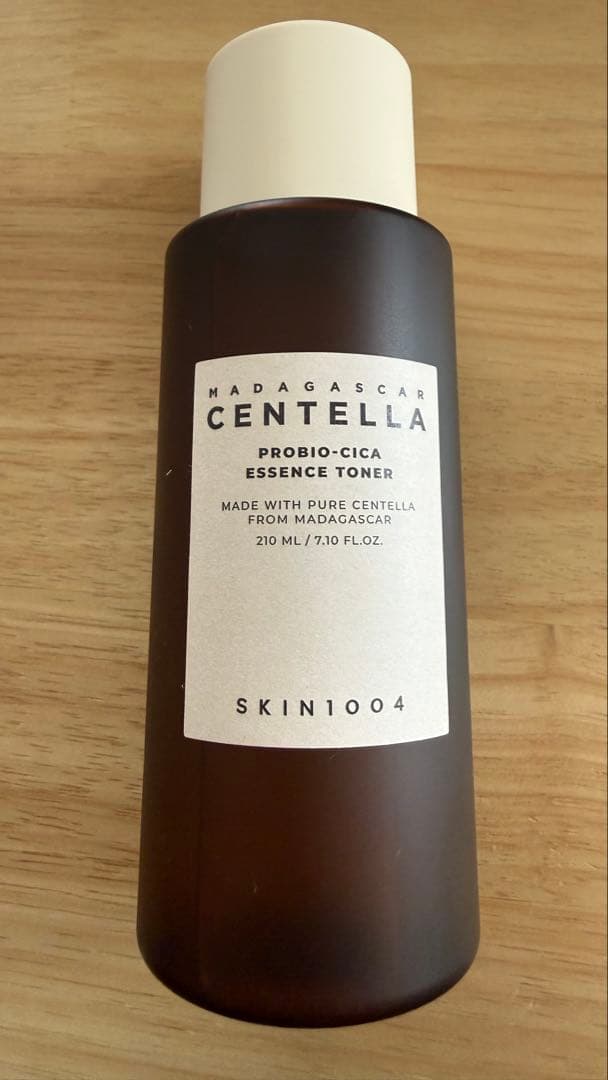 MADAGASCAR
CENTELLA
PROBIO-CICA
ESSENCE TONER
MADE WITH PURE CENTELLA
FROM MADAGASCAR
210 ML / 7.10 FL.OZ.
SKIN1004